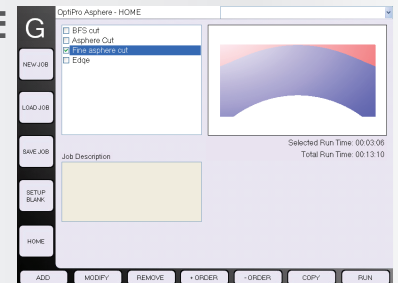 OptiPro Asphere - HOME
G
BFS cut
Asphere Cut
Fine asphere cut
Edge
NEW JOB
LOAD JOB
SAVE JOB
SETUP
BLANK
HOME
Selected Run Time: 00:03:06
Total Run Time: 00:13:10
Job Description
ADD
MODIFY
REMOVE
+ ORDER
- ORDER
COPY
RUN